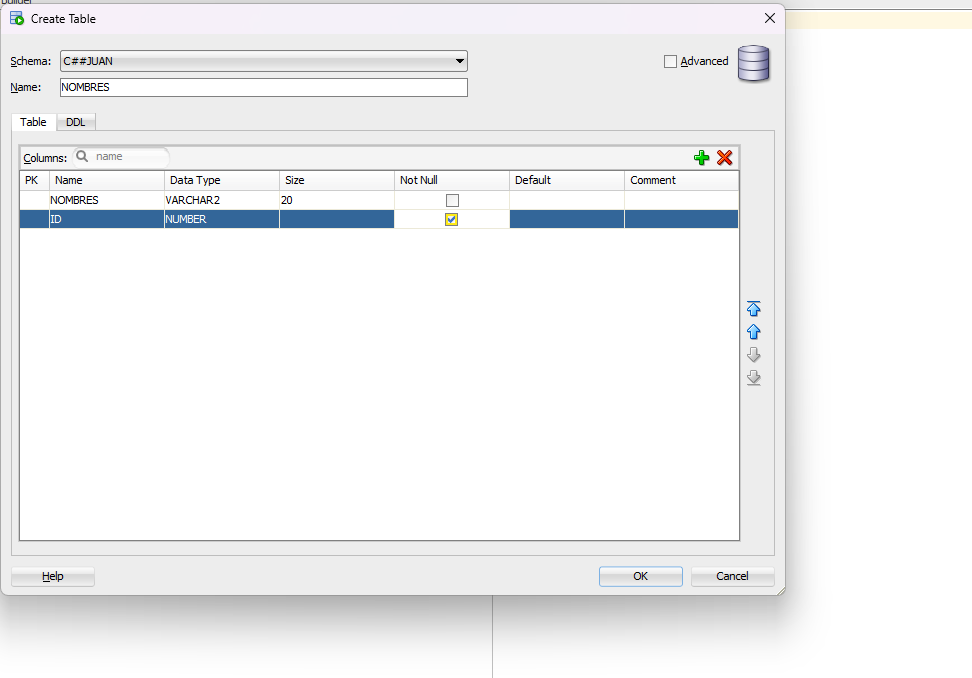 builder
Create Table
Schema: C##JUAN
Advanced
Name: NOMBRES
Table DDL
Columns: name
PK Name Data Type Size Not Null Default Comment
NOMBRES VARCHAR2 20
ID NUMBER
Help OK Cancel